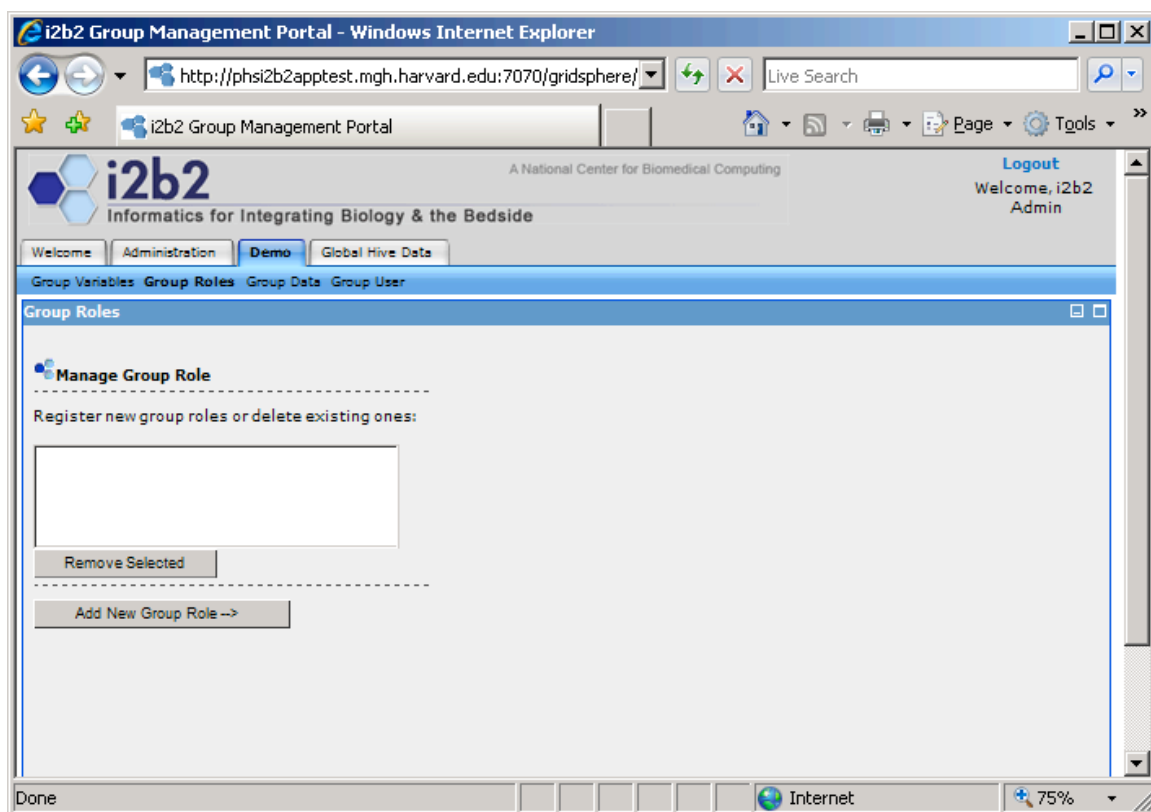 i2b2 Group Management Portal - Windows Internet Explorer
http://phsi2b2apptest.mgh.harvard.edu:7070/gridsphere/
Live Search
i2b2 Group Management Portal
Page
Tools
»
i2b2
A National Center for Biomedical Computing
Informatics for Integrating Biology & the Bedside
Logout
Welcome, i2b2
Admin
Welcome
Administration
Demo
Global Hive Data
Group Variables Group Roles Group Data Group User
Group Roles
Manage Group Role
Register new group roles or delete existing ones:
Remove Selected
Add New Group Role -->
Done
Internet
75%